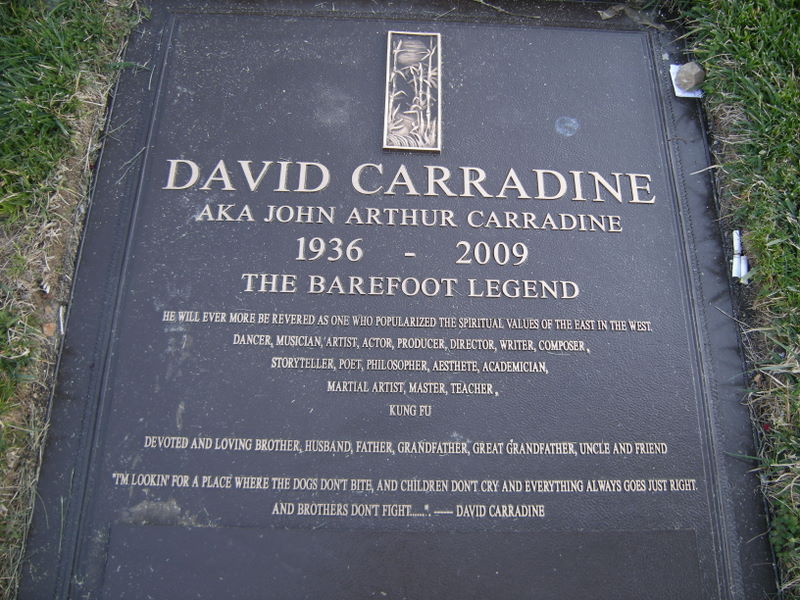 DAVID CARRADINE
AKA JOHN ARTHUR CARRADINE
1936 - 2009
THE BAREFOOT LEGEND
HE WILL EVER MORE BE REVERED AS ONE WHO POPULARIZED THE SPIRITUAL VALUES OF THE EAST IN THE WEST.
DANCER, MUSICIAN, ARTIST, ACTOR, PRODUCER, DIRECTOR, WRITER, COMPOSER,
STORYTELLER, POET, PHILOSOPHER, AESTHETE, ACADEMICIAN,
MARTIAL ARTIST, MASTER, TEACHER,
KUNG FU
DEVOTED AND LOVING BROTHER, HUSBAND, FATHER, GRANDFATHER, GREAT GRANDFATHER, UNCLE AND FRIEND
"I'M LOOKIN' FOR A PLACE WHERE THE DOGS DON'T BITE, AND CHILDREN DON'T CRY AND EVERYTHING ALWAYS GOES JUST RIGHT.
AND BROTHERS DON'T FIGHT......". ----- DAVID CARRADINE